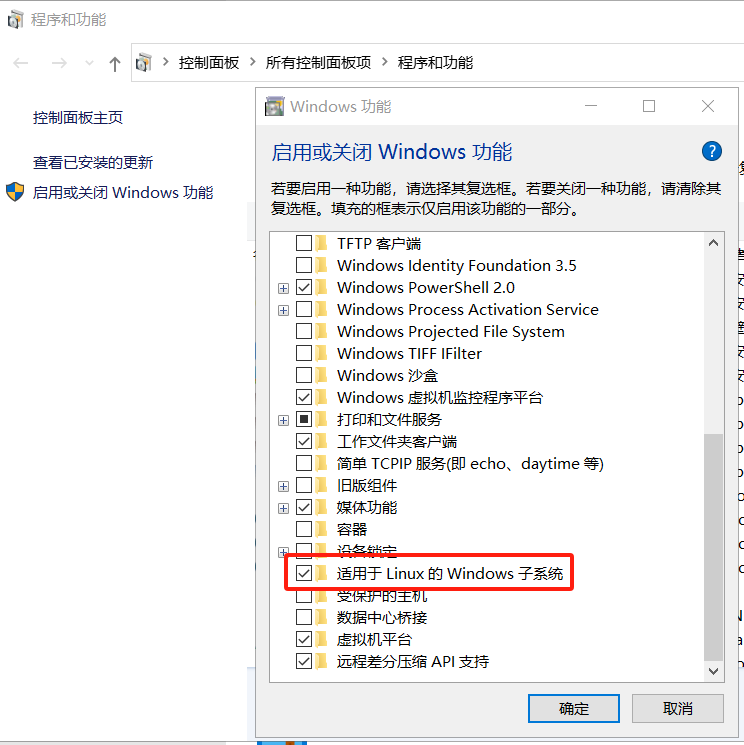 程序和功能
控制面板 > 所有控制面板项 > 程序和功能
控制面板主页
查看已安装的更新
启用或关闭 Windows 功能
Windows 功能
启用或关闭 Windows 功能
若要启用一种功能，请选择其复选框。若要关闭一种功能，请清除其
复选框。填充的框表示仅启用该功能的一部分。
TFTP 客户端
Windows Identity Foundation 3.5
Windows PowerShell 2.0
Windows Process Activation Service
Windows Projected File System
Windows TIFF IFilter
Windows 沙盒
Windows 虚拟机监控程序平台
打印和文件服务
工作文件夹客户端
简单 TCPIP 服务(即 echo、daytime 等)
旧版组件
媒体功能
容器
设备锁定
适用于 Linux 的 Windows 子系统
受保护的主机
数据中心桥接
虚拟机平台
远程差分压缩 API 支持
确定
取消